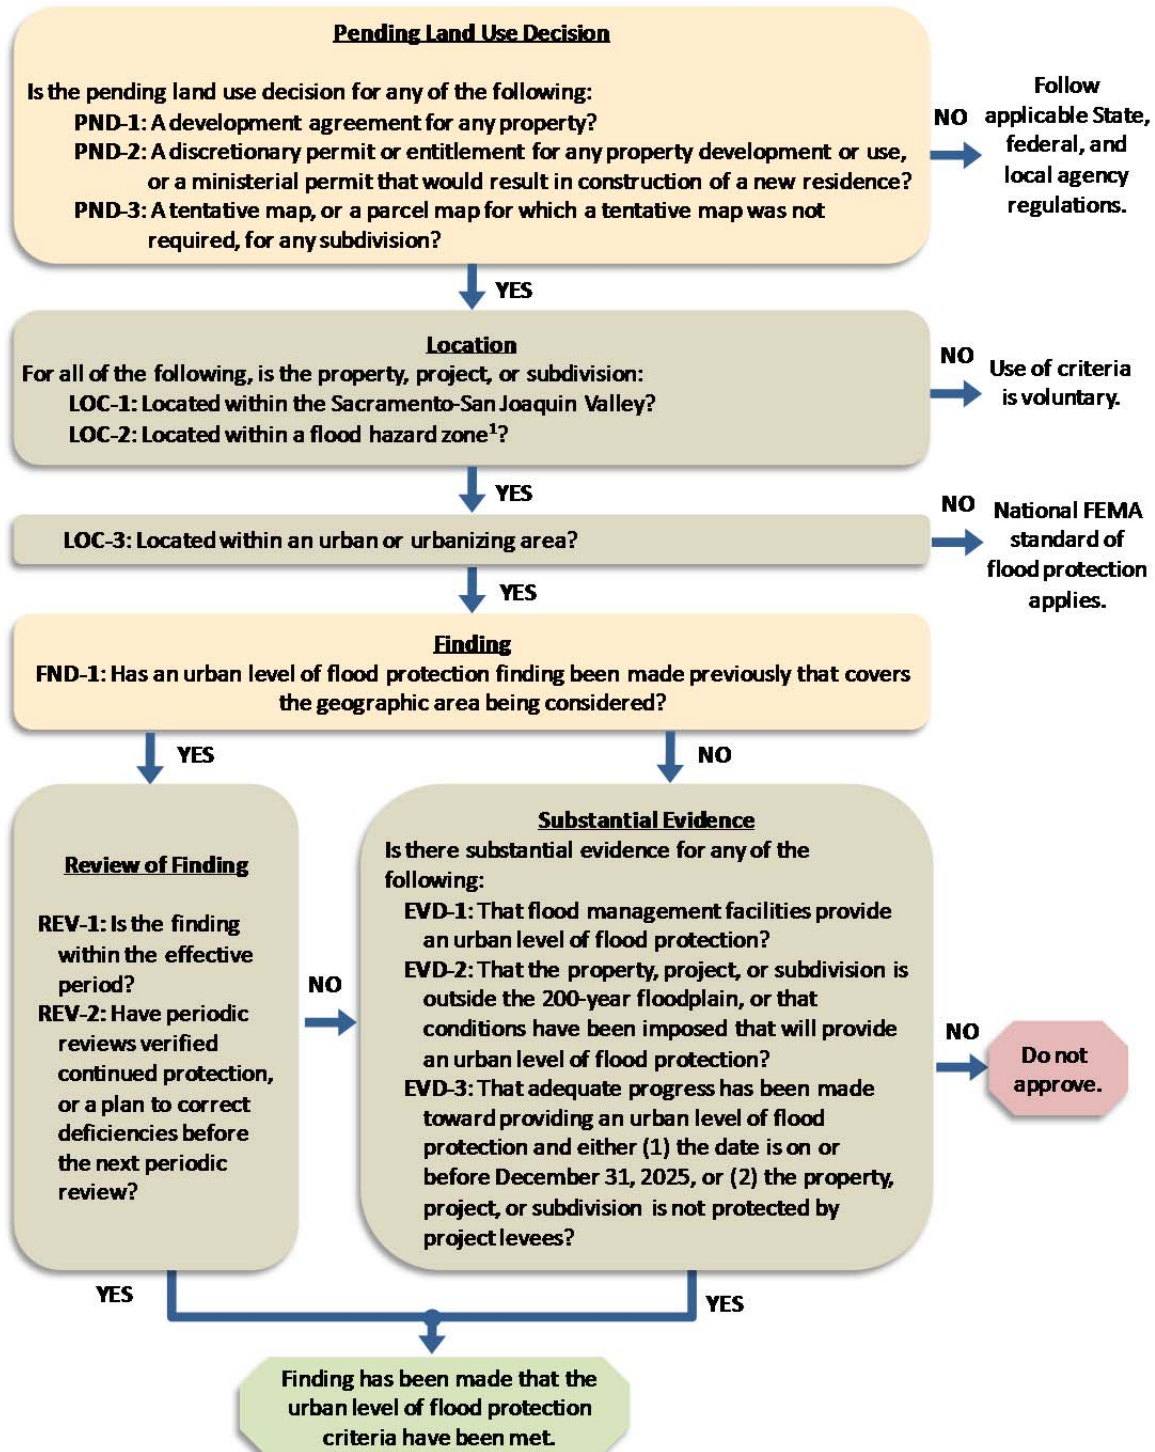 Pending Land Use Decision
Is the pending land use decision for any of the following:
PND-1: A development agreement for any property?
PND-2: A discretionary permit or entitlement for any property development or use,
or a ministerial permit that would result in construction of a new residence?
PND-3: A tentative map, or a parcel map for which a tentative map was not
required, for any subdivision?
NO
Follow
applicable State,
federal, and
local agency
regulations.
YES
Location
For all of the following, is the property, project, or subdivision:
LOC-1: Located within the Sacramento-San Joaquin Valley?
LOC-2: Located within a flood hazard zone¹?
NO
Use of criteria
is voluntary.
YES
LOC-3: Located within an urban or urbanizing area?
NO
National FEMA
standard of
flood protection
applies.
YES
Finding
FND-1: Has an urban level of flood protection finding been made previously that covers
the geographic area being considered?
YES
NO
Review of Finding
REV-1: Is the finding
within the effective
period?
REV-2: Have periodic
reviews verified
continued protection,
or a plan to correct
deficiencies before
the next periodic
review?
NO
Substantial Evidence
Is there substantial evidence for any of the
following:
EVD-1: That flood management facilities provide
an urban level of flood protection?
EVD-2: That the property, project, or subdivision is
outside the 200-year floodplain, or that
conditions have been imposed that will provide
an urban level of flood protection?
EVD-3: That adequate progress has been made
toward providing an urban level of flood
protection and either (1) the date is on or
before December 31, 2025, or (2) the property,
project, or subdivision is not protected by
project levees?
NO
Do not
approve.
YES
YES
Finding has been made that the
urban level of flood protection
criteria have been met.